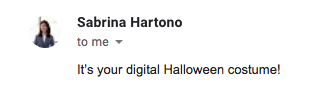 Sabrina Hartono
to me
It's your digital Halloween costume!